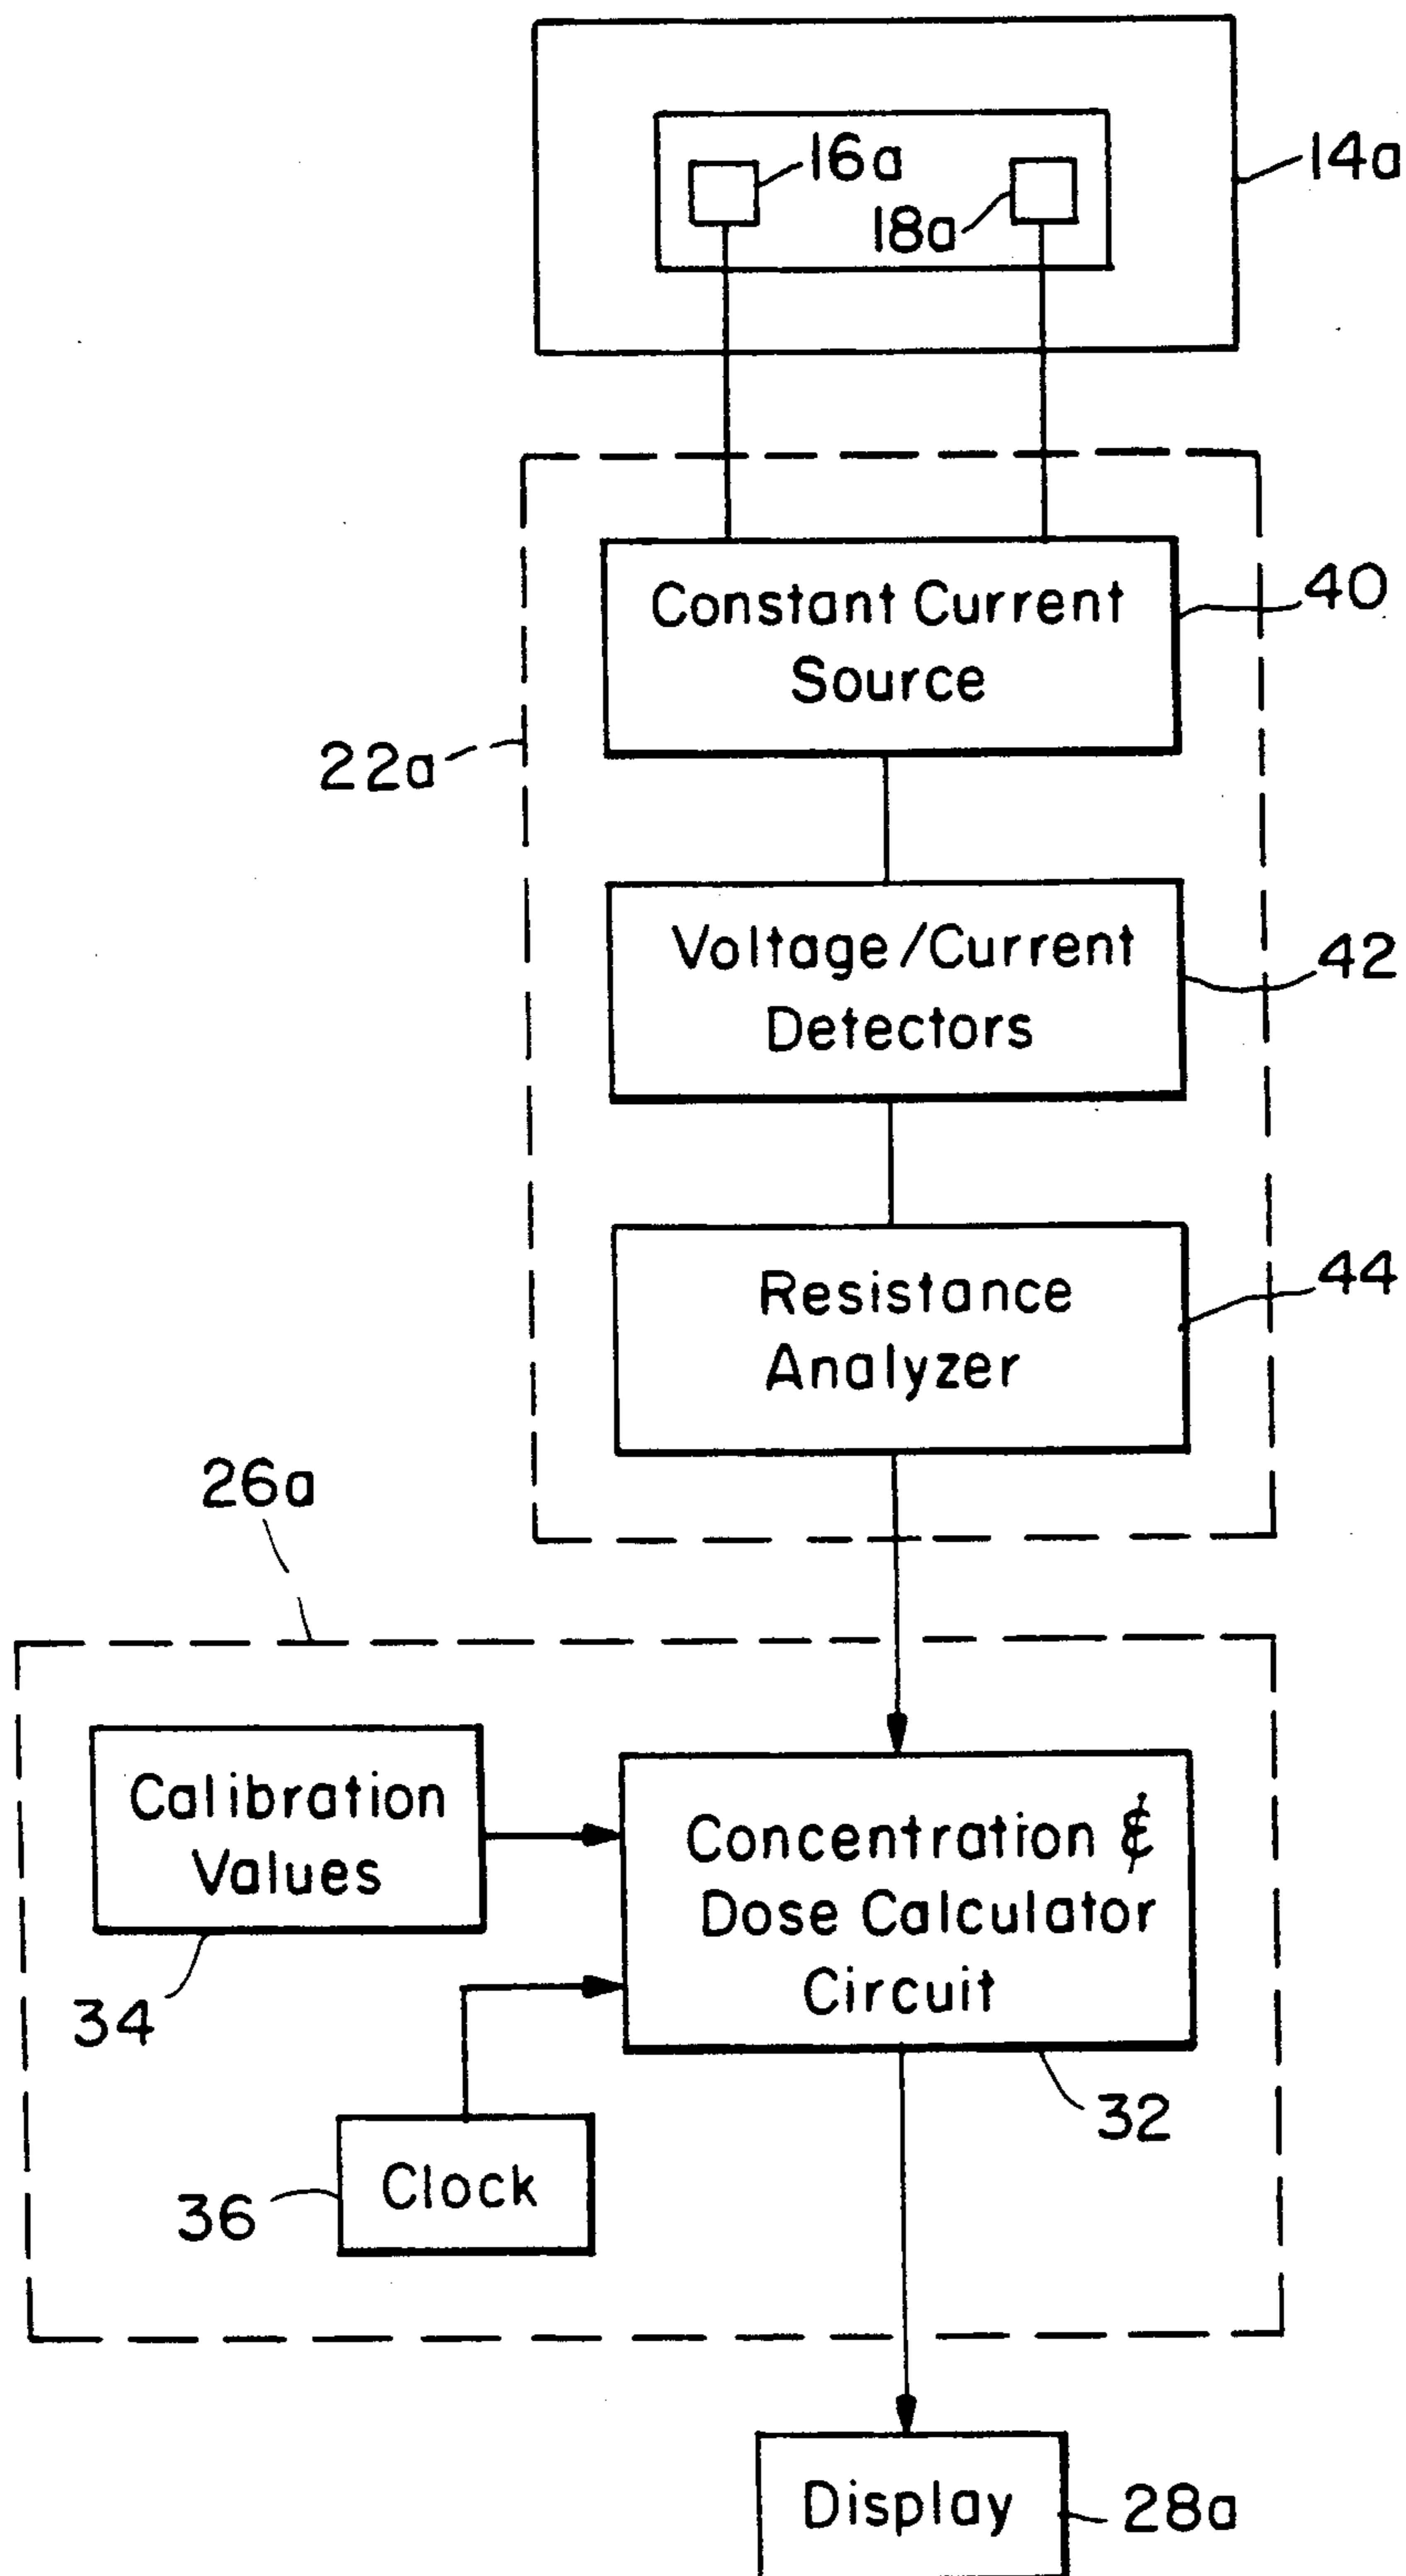 16a
14a
18a
Constant Current
Source
40
22a
Voltage/Current
Detectors
42
Resistance
Analyzer
44
26a
Calibration
Values
34
Concentration &
Dose Calculator
Circuit
32
Clock
36
Display
28a